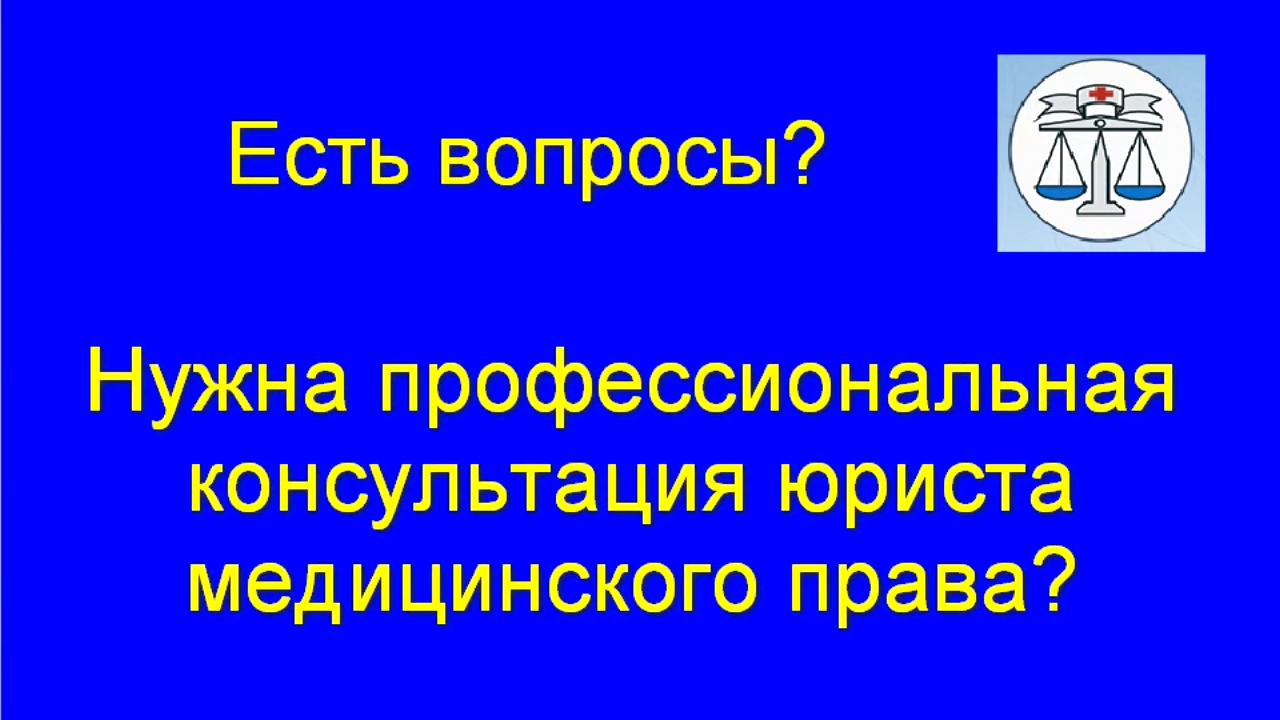 Есть вопросы?
Нужна профессиональная
консультация юриста
медицинского права?